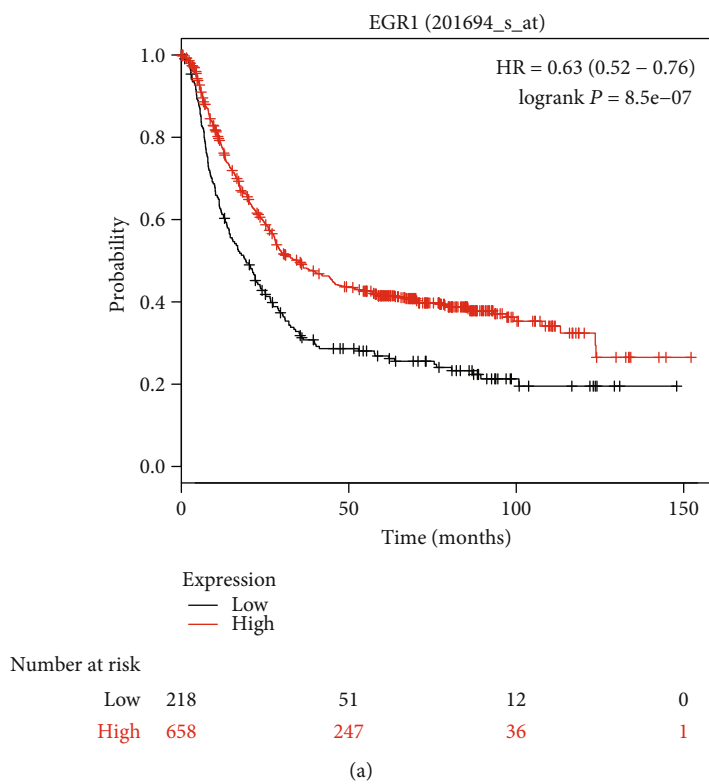 EGR1 (201694_s_at)
HR = 0.63 (0.52 – 0.76)
logrank P = 8.5e−07
1.0
0.8
0.6
0.4
0.2
0.0
Probability
0 50 100 150
Time (months)
Expression
Low
High
Number at risk
Low 218 51 12 0
High 658 247 36 1
(a)